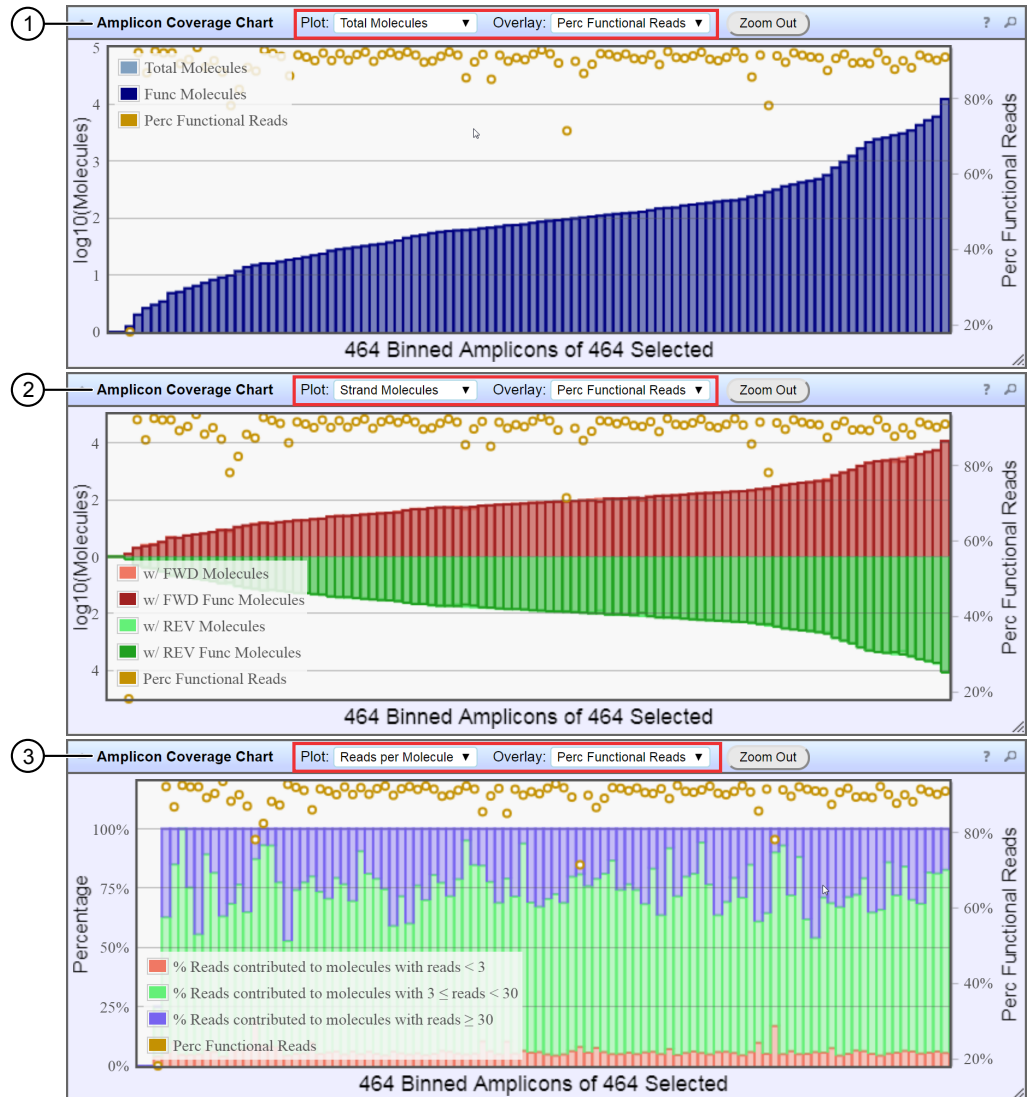 1 Amplicon Coverage Chart Plot: Total Molecules ▼ Overlay: Perc Functional Reads ▼ Zoom Out ?
5
4
3
2
1
0
log10(Molecules)
Total Molecules
Func Molecules
Perc Functional Reads
80%
60%
40%
20%
Perc Functional Reads
464 Binned Amplicons of 464 Selected
2 Amplicon Coverage Chart Plot: Strand Molecules ▼ Overlay: Perc Functional Reads ▼ Zoom Out ?
4
2
0
2
4
log10(Molecules)
w/ FWD Molecules
w/ FWD Func Molecules
w/ REV Molecules
w/ REV Func Molecules
Perc Functional Reads
80%
60%
40%
20%
Perc Functional Reads
464 Binned Amplicons of 464 Selected
3 Amplicon Coverage Chart Plot: Reads per Molecule ▼ Overlay: Perc Functional Reads ▼ Zoom Out ?
100%
75%
50%
25%
0%
Percentage
% Reads contributed to molecules with reads < 3
% Reads contributed to molecules with 3 ≤ reads < 30
% Reads contributed to molecules with reads ≥ 30
Perc Functional Reads
80%
60%
40%
20%
Perc Functional Reads
464 Binned Amplicons of 464 Selected